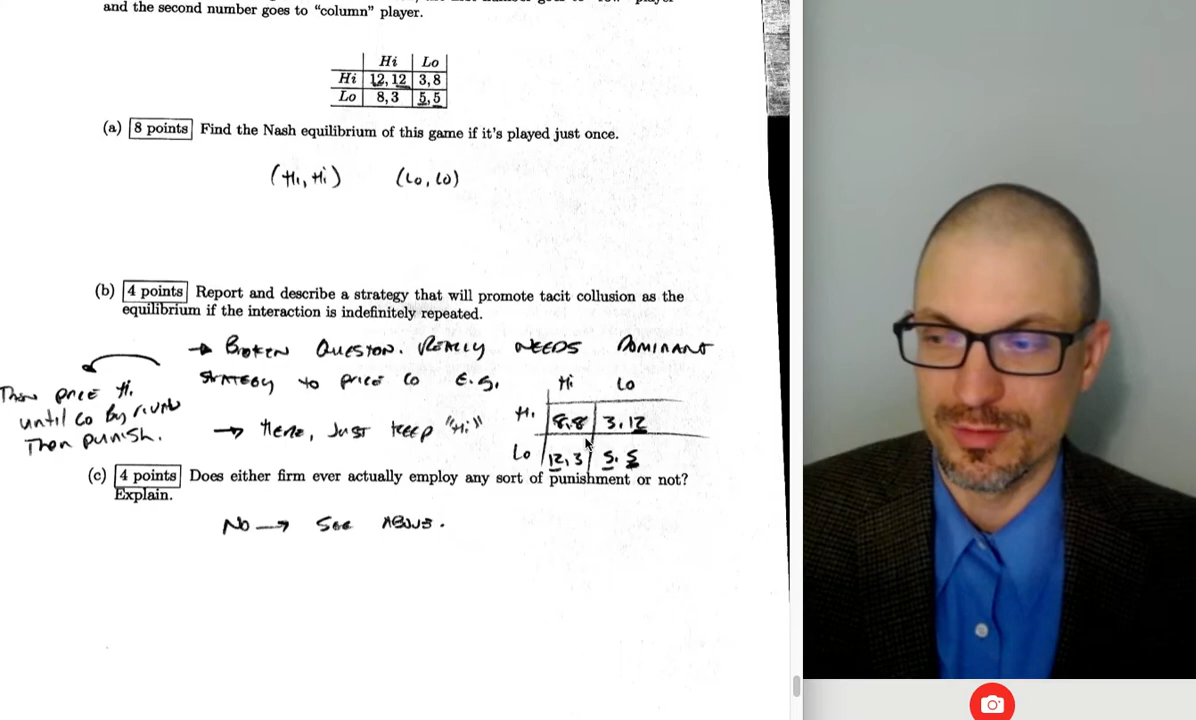 and the second number goes to “column” player.
Hi Lo
Hi 12, 12 3, 8
Lo 8, 3 5, 5
(a) 8 points Find the Nash equilibrium of this game if it's played just once.
(Hi, Hi) (Lo, Lo)
(b) 4 points Report and describe a strategy that will promote tacit collusion as the
equilibrium if the interaction is indefinitely repeated.
→ Broken Question. Really needs dominant
strategy to price Lo E.g. Hi Lo
Then price Hi
until Lo by rival
Then punish.
→ Here, just keep "Hi"
Hi 8,8 3,12
Lo 12,3 5,5
(c) 4 points Does either firm ever actually employ any sort of punishment or not?
Explain.
No → See above.